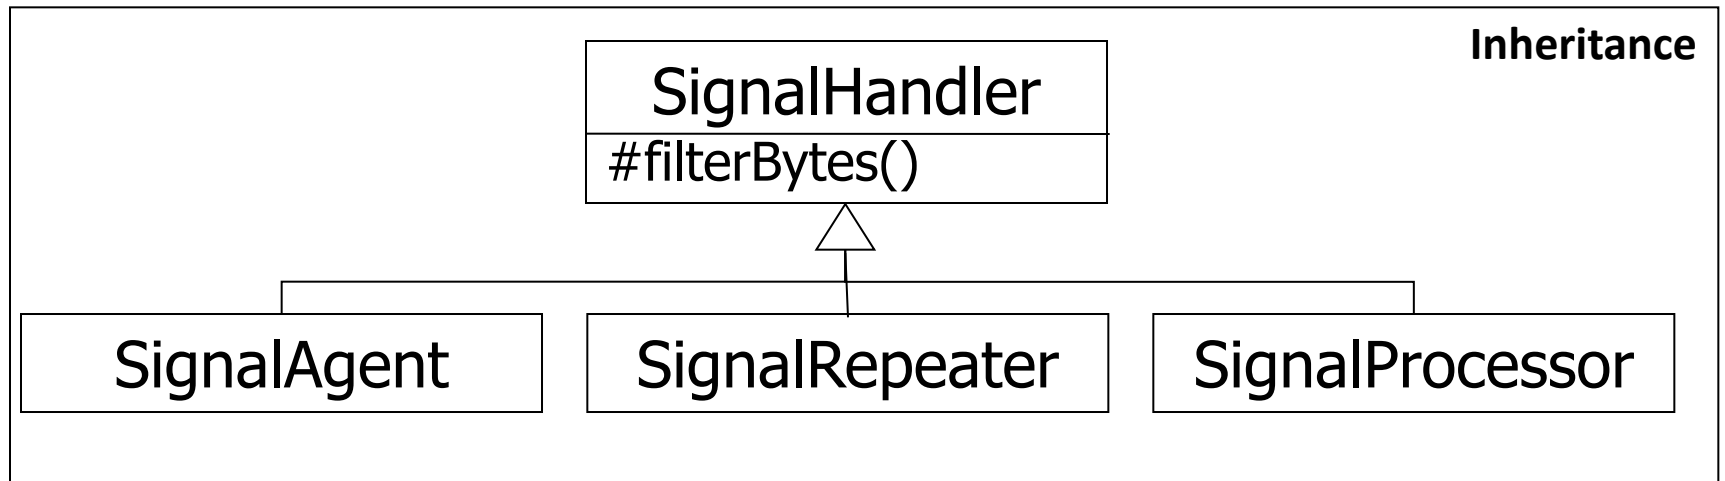 Inheritance
SignalHandler
#filterBytes()
SignalAgent
SignalRepeater
SignalProcessor